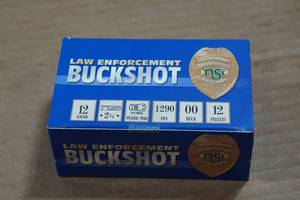 LAW ENFORCEMENT
BUCKSHOT
NSI
12 2¾ 1290 00 12
GAUGE FPS BUCK PELLETS
LAW ENFORCEMENT
BUCKSHOT
NSI